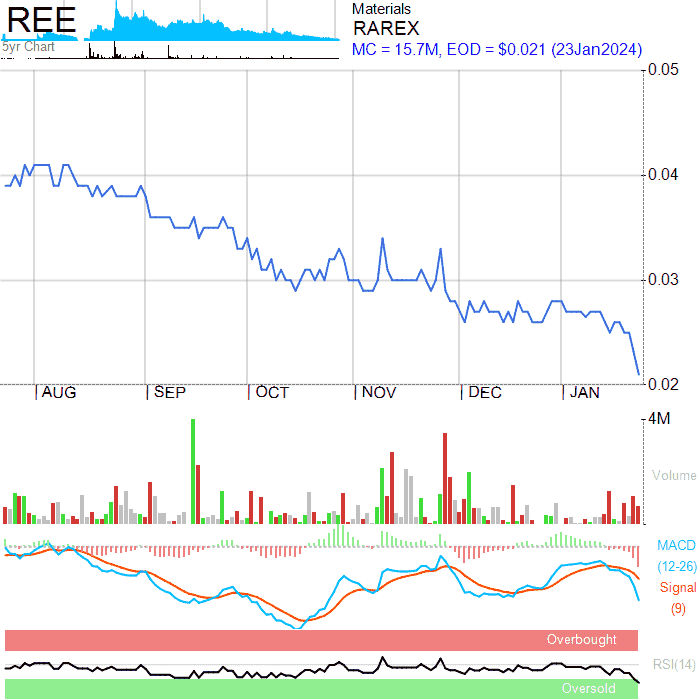 REE
5yr Chart
Materials
RAREX
MC = 15.7M, EOD = $0.021 (23Jan2024)
0.05
0.04
0.03
0.02
AUG SEP OCT NOV DEC JAN
4M
Volume
MACD
(12-26)
Signal
(9)
Overbought
RSI(14)
Oversold